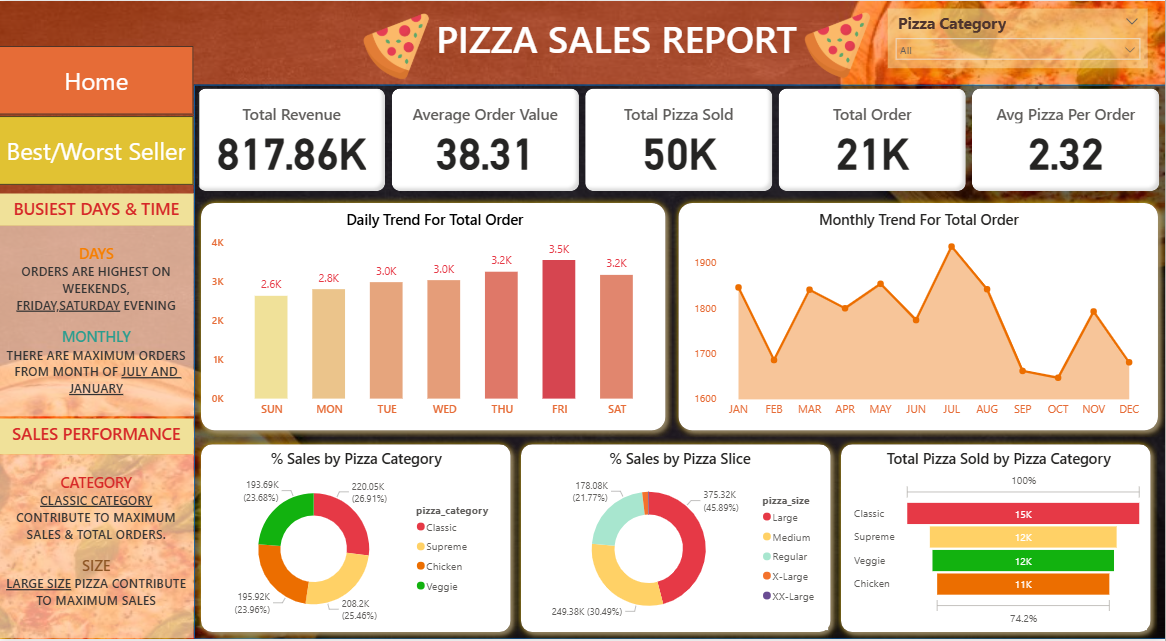 PIZZA SALES REPORT
Pizza Category
All
Home
Best/Worst Seller
BUSIEST DAYS & TIME
DAYS
ORDERS ARE HIGHEST ON
WEEKENDS,
FRIDAY,SATURDAY EVENING
MONTHLY
THERE ARE MAXIMUM ORDERS
FROM MONTH OF JULY AND
JANUARY
SALES PERFORMANCE
CATEGORY
CLASSIC CATEGORY
CONTRIBUTE TO MAXIMUM
SALES & TOTAL ORDERS.
SIZE
LARGE SIZE PIZZA CONTRIBUTE
TO MAXIMUM SALES
Total Revenue
817.86K
Average Order Value
38.31
Total Pizza Sold
50K
Total Order
21K
Avg Pizza Per Order
2.32
Daily Trend For Total Order
4K
3K
2K
1K
0K
2.6K
2.8K
3.0K
3.0K
3.2K
3.5K
3.2K
SUN MON TUE WED THU FRI SAT
Monthly Trend For Total Order
1900
1800
1700
1600
JAN FEB MAR APR MAY JUN JUL AUG SEP OCT NOV DEC
% Sales by Pizza Category
193.69K
(23.68%)
220.05K
(26.91%)
195.92K
(23.96%)
208.2K
(25.46%)
pizza_category
Classic
Supreme
Chicken
Veggie
% Sales by Pizza Slice
178.08K
(21.77%)
375.32K
(45.89%)
249.38K (30.49%)
pizza_size
Large
Medium
Regular
X-Large
XX-Large
Total Pizza Sold by Pizza Category
100%
Classic 15K
Supreme 12K
Veggie 12K
Chicken 11K
74.2%